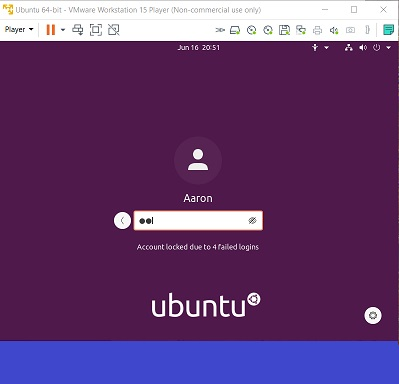 Ubuntu 64-bit - VMware Workstation 15 Player (Non-commercial use only)
Player
Jun 16 20:51
Aaron
Account locked due to 4 failed logins
ubuntu